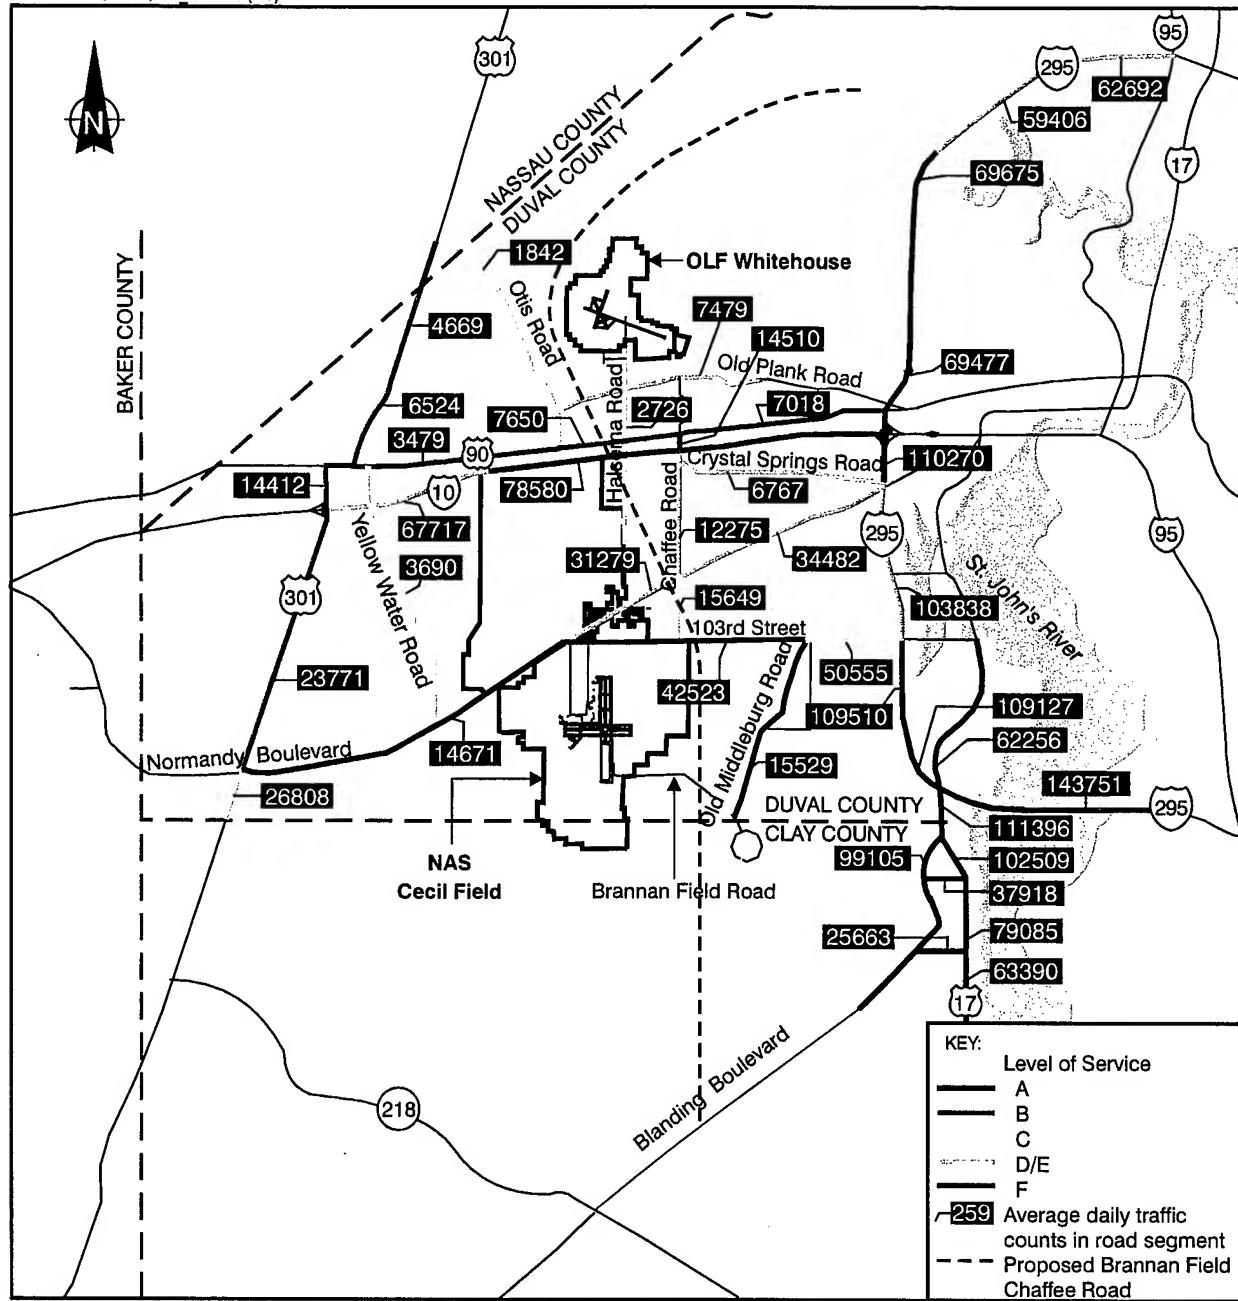 95
301
295
62692
59406
N
NASSAU COUNTY
DUVAL COUNTY
17
69675
1842
OLF Whitehouse
BAKER COUNTY
Otis Road
4669
7479
14510
Old Plank Road
69477
Halsema Road
6524
2726
7018
7650
3479
90
Crystal Springs Road
110270
14412
10
78580
6767
67717
Chaffee Road
12275
295
95
Yellow Water Road
31279
34482
St. John's River
3690
301
15649
103838
103rd Street
50555
23771
42523
Old Middleburg Road
109510
109127
Normandy Boulevard
14671
62256
15529
143751
26808
DUVAL COUNTY
295
CLAY COUNTY
111396
99105
102509
NAS
Cecil Field
Brannan Field Road
37918
25663
79085
63390
17
Blanding Boulevard
218
KEY:
Level of Service
A
B
C
D/E
F
259 Average daily traffic
counts in road segment
Proposed Brannan Field
Chaffee Road